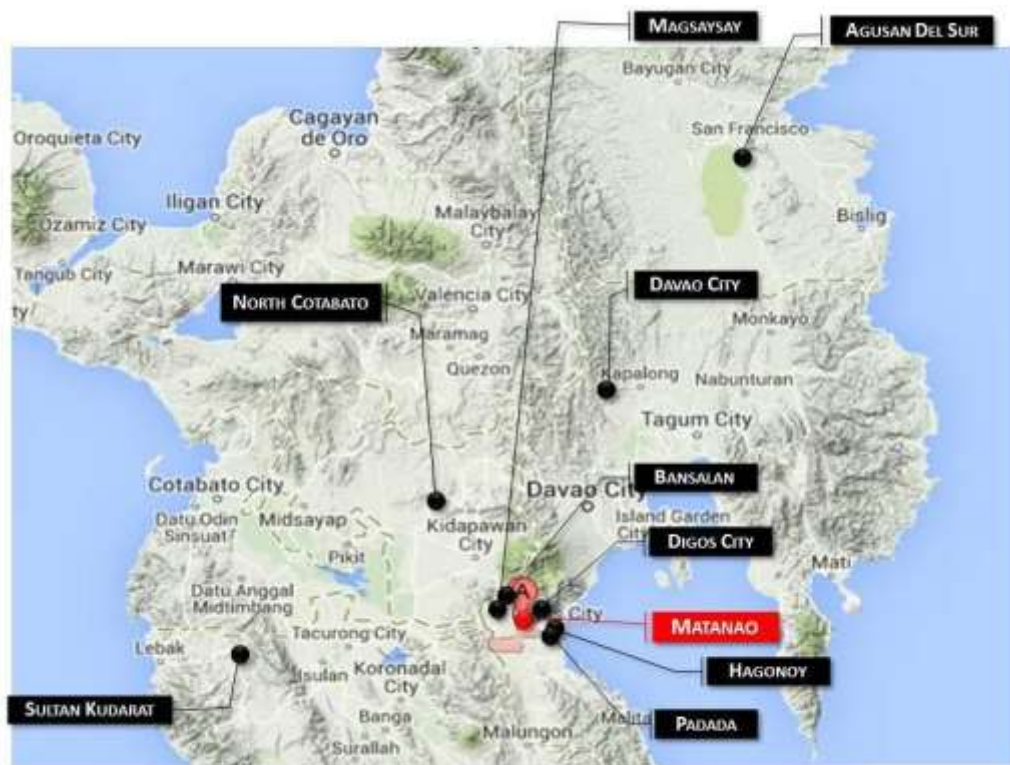 MAGSAYSAY
AGUSAN DEL SUR
Bayugan City
Cagayan
de Oro
San Francisco
Oroquieta City
Iligan City
Malaybalay
City
Bislig
Ozamiz City
Marawi City
Tangub City
DAVAO CITY
NORTH COTABATO
Valencia City
ty/
Maramag
Monkayo
Quezon
Kapalong
Nabunturan
Tagum City
BANSALAN
Cotabato City
Davao City
Datu Odin
Sinsuat
Midsayap
Kidapawan
City
Island Garden
City
DIGOS CITY
Pikit
Mati
Datu Anggal
Midtimbang
A
City
MATANAO
Tacurong City
Lebak
Koronadal
City
Isulan
HAGONOY
SULTAN KUDARAT
Banga
Malungon
Malita
PADADA
Surallah